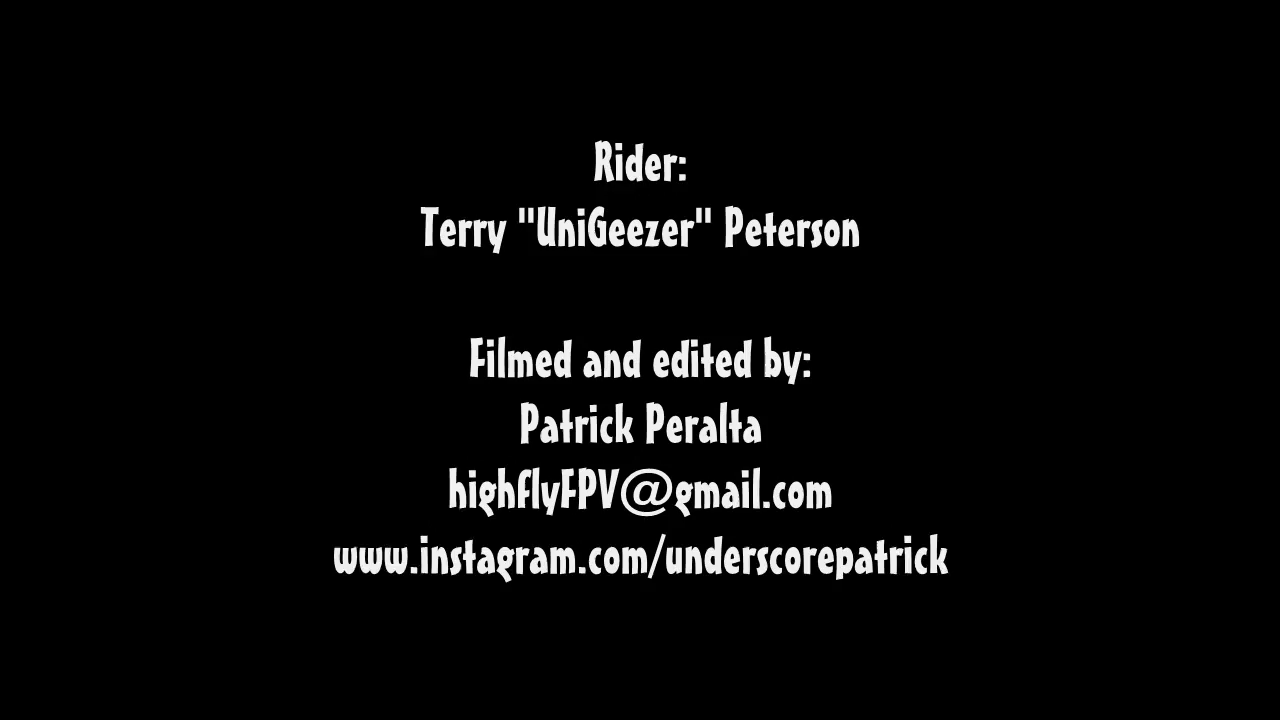 Rider:
Terry "UniGeezer" Peterson
Filmed and edited by:
Patrick Peralta
highflyFPV@gmail.com
www.instagram.com/underscorepatrick